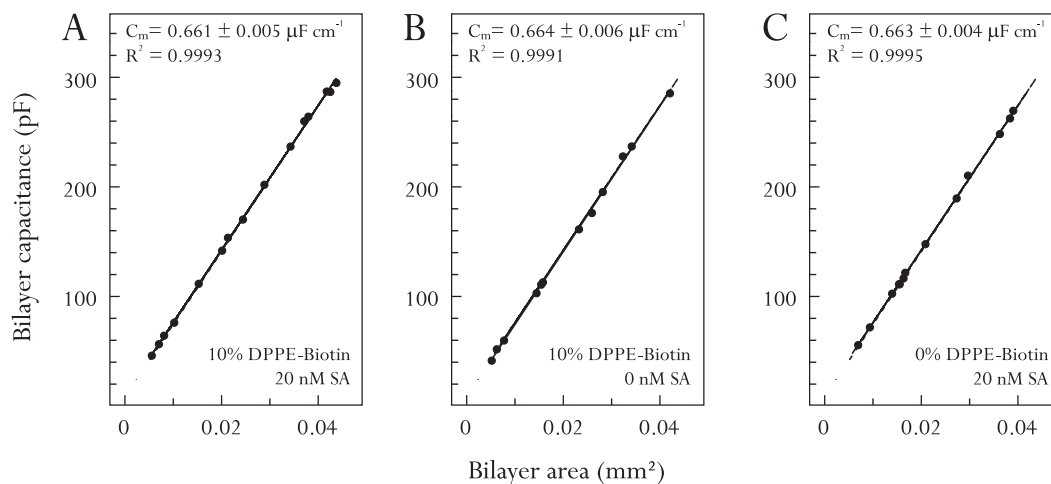 A
C_m= 0.661 ± 0.005 μF cm⁻¹
R² = 0.9993
B
C_m= 0.664 ± 0.006 μF cm⁻¹
R² = 0.9991
C
C_m= 0.663 ± 0.004 μF cm⁻¹
R² = 0.9995
Bilayer capacitance (pF)
300
200
100
10% DPPE-Biotin
20 nM SA
0
0.02
0.04
300
200
100
10% DPPE-Biotin
0 nM SA
0
0.02
0.04
300
200
100
0% DPPE-Biotin
20 nM SA
0
0.02
0.04
Bilayer area (mm²)